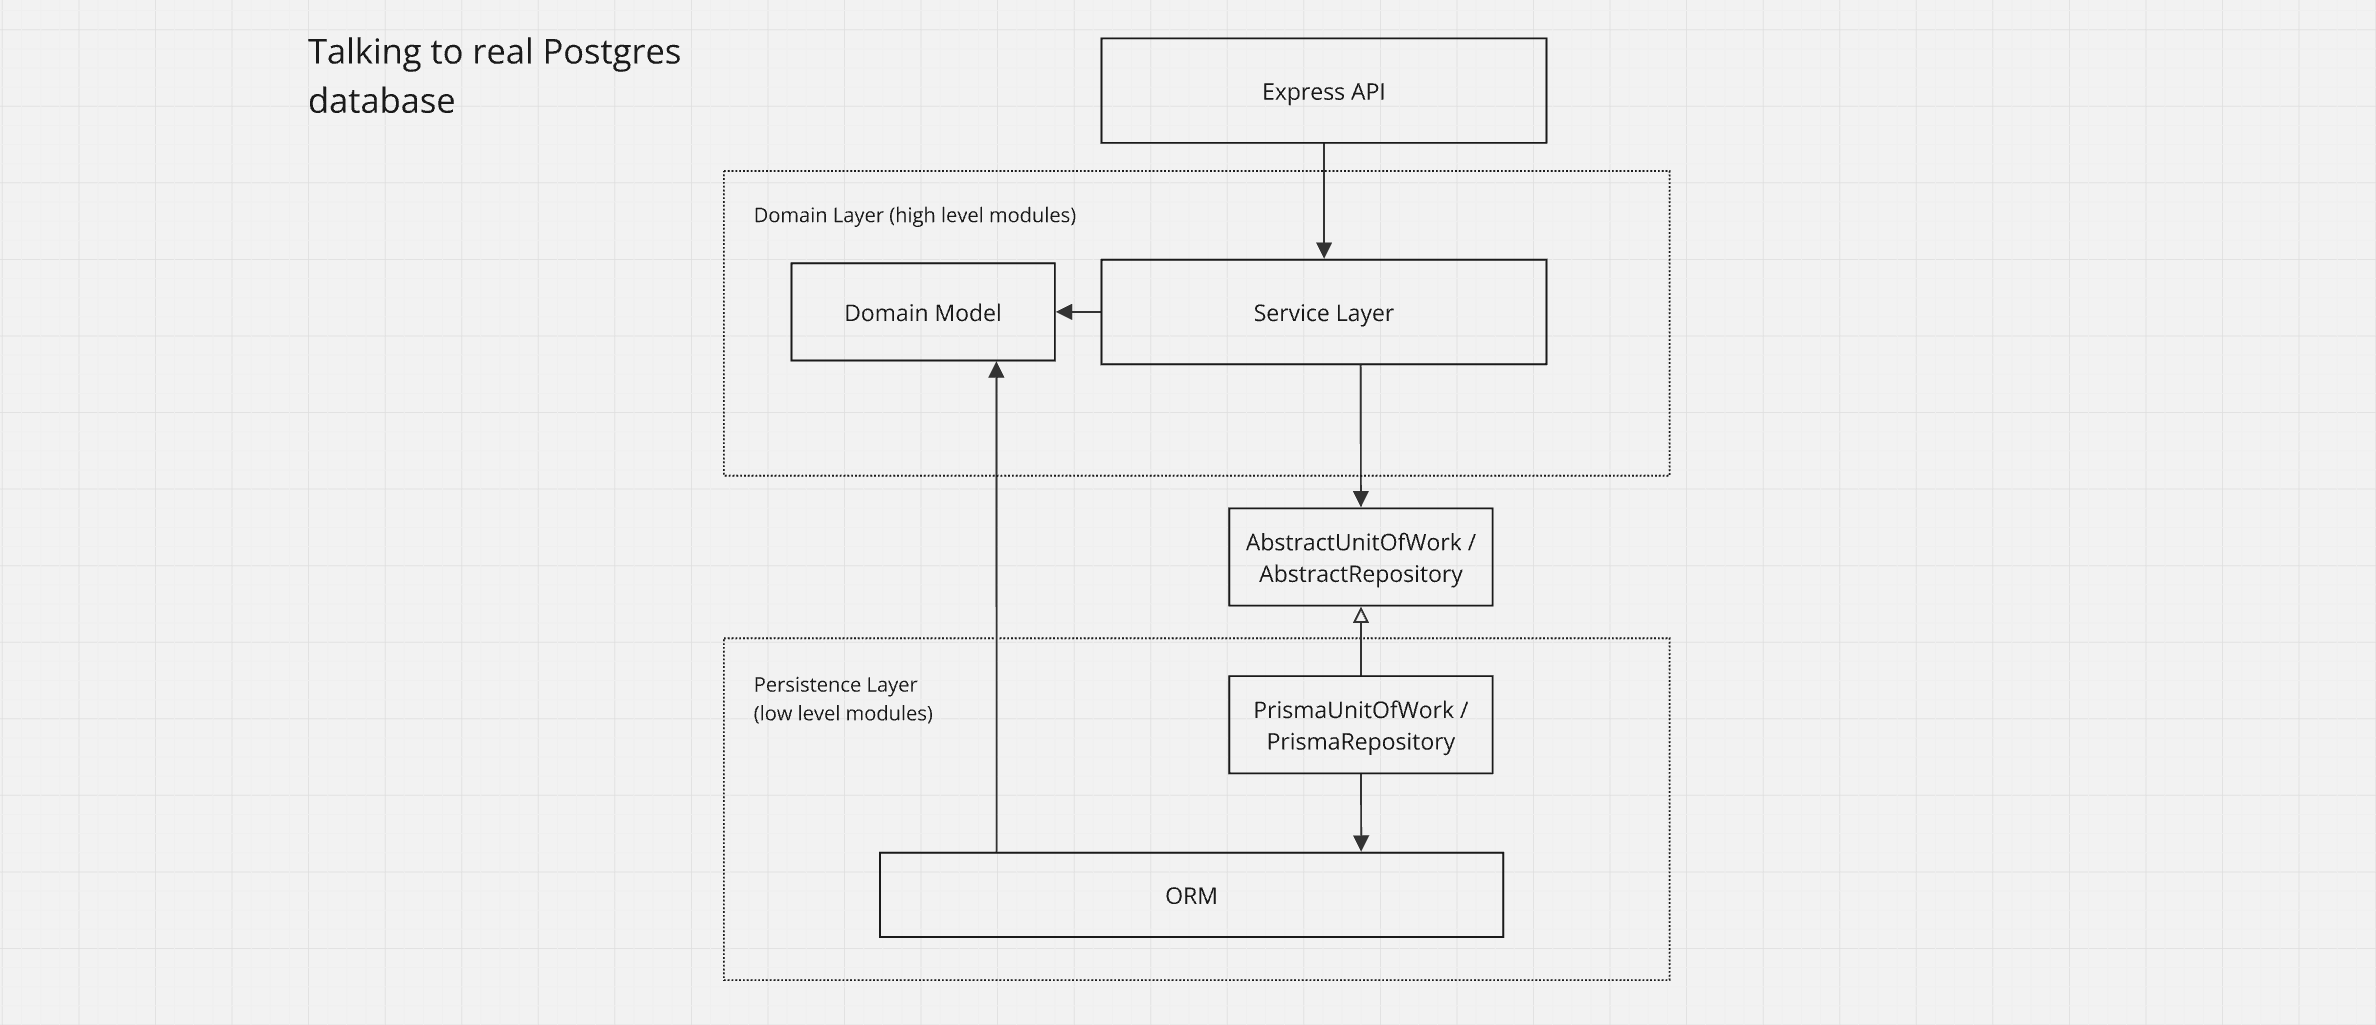 Talking to real Postgres
database
Express API
Domain Layer (high level modules)
Domain Model
Service Layer
AbstractUnitOfWork /
AbstractRepository
Persistence Layer
(low level modules)
PrismaUnitOfWork /
PrismaRepository
ORM